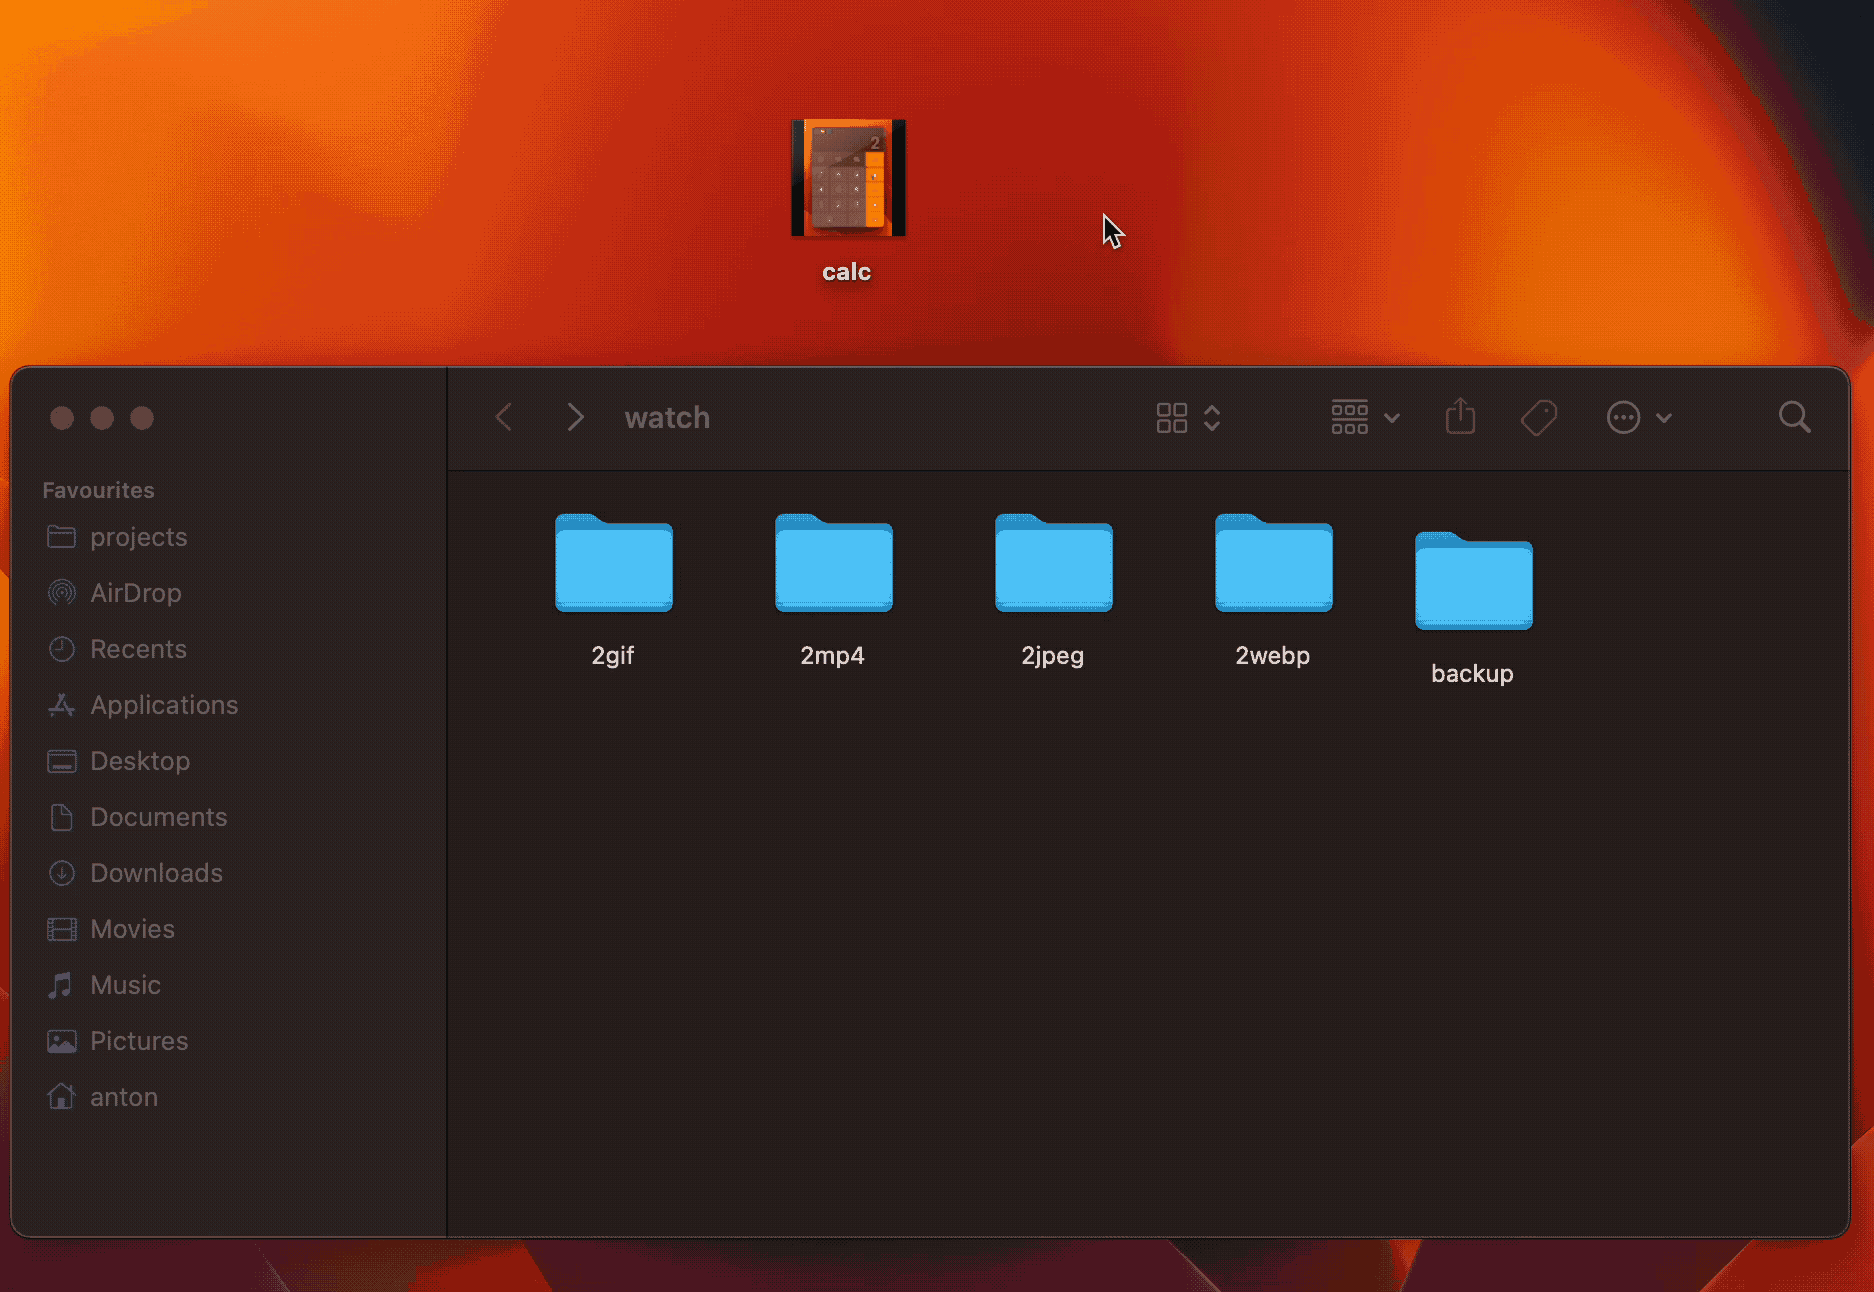 2
calc
watch
Favourites
projects
AirDrop
Recents
Applications
Desktop
Documents
Downloads
Movies
Music
Pictures
anton
2gif
2mp4
2jpeg
2webp
backup